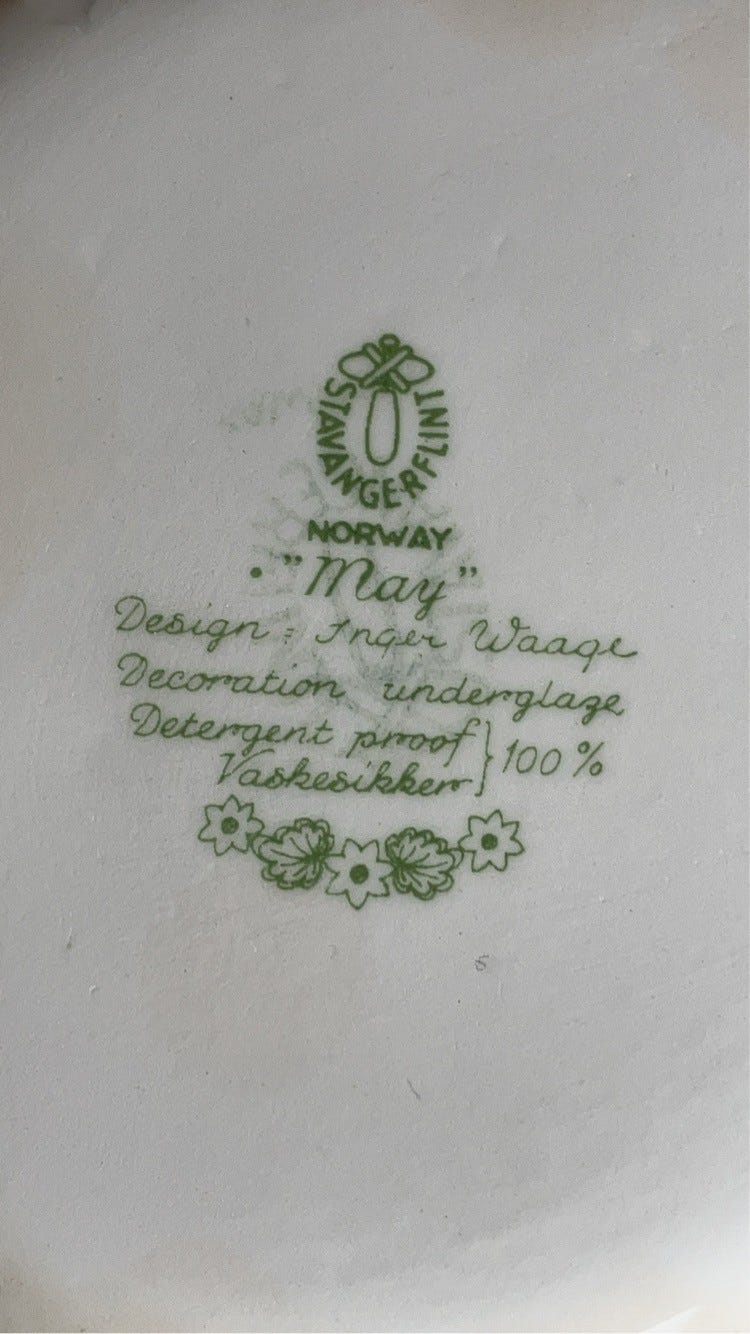 STAVANGERFLINT
NORWAY
"May"
Design = Inger Waage
Decoration underglaze
Detergent proof } 100 %
Vaskesikker